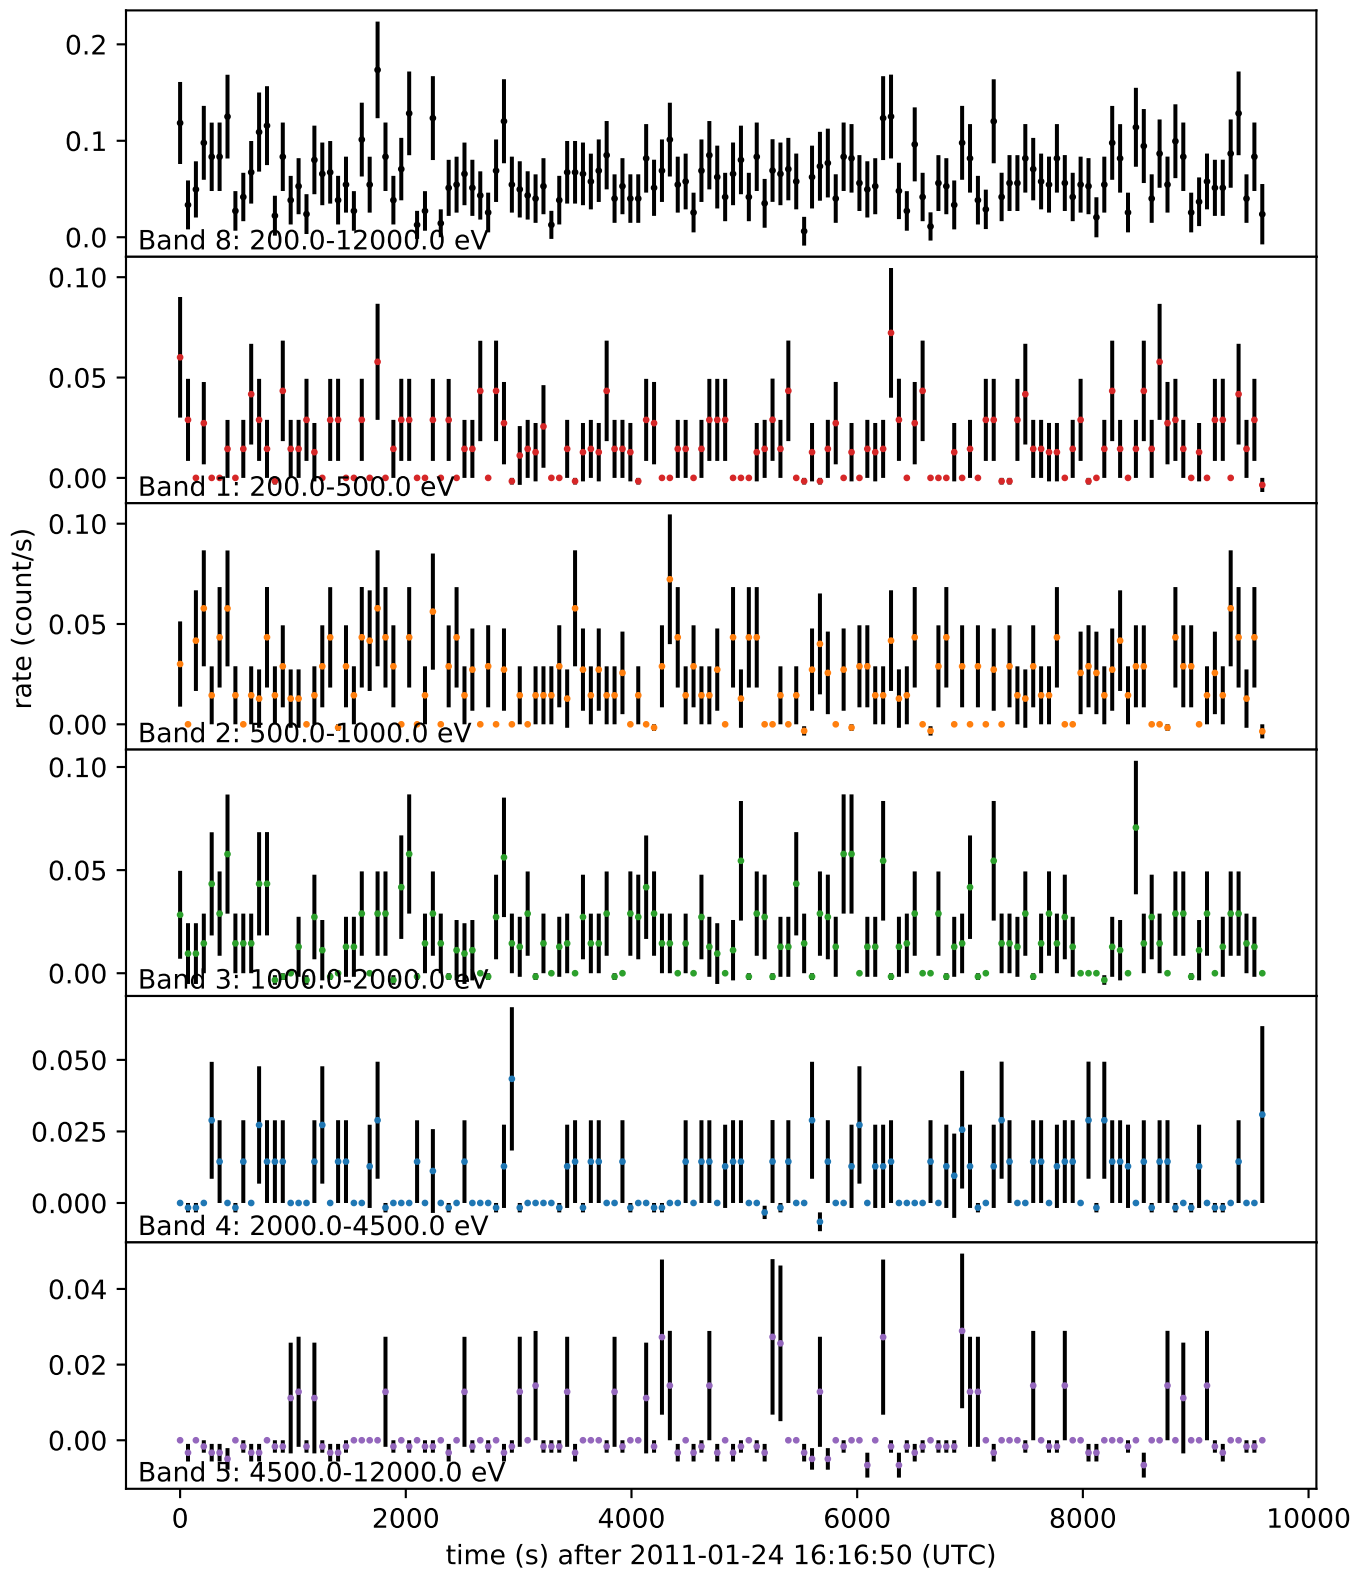 0.2
0.1
0.0
Band 8: 200.0-12000.0 eV
0.10
0.05
0.00
Band 1: 200.0-500.0 eV
rate (count/s)
0.10
0.05
0.00
Band 2: 500.0-1000.0 eV
0.10
0.05
0.00
Band 3: 1000.0-2000.0 eV
0.050
0.025
0.000
Band 4: 2000.0-4500.0 eV
0.04
0.02
0.00
Band 5: 4500.0-12000.0 eV
0 2000 4000 6000 8000 10000
time (s) after 2011-01-24 16:16:50 (UTC)